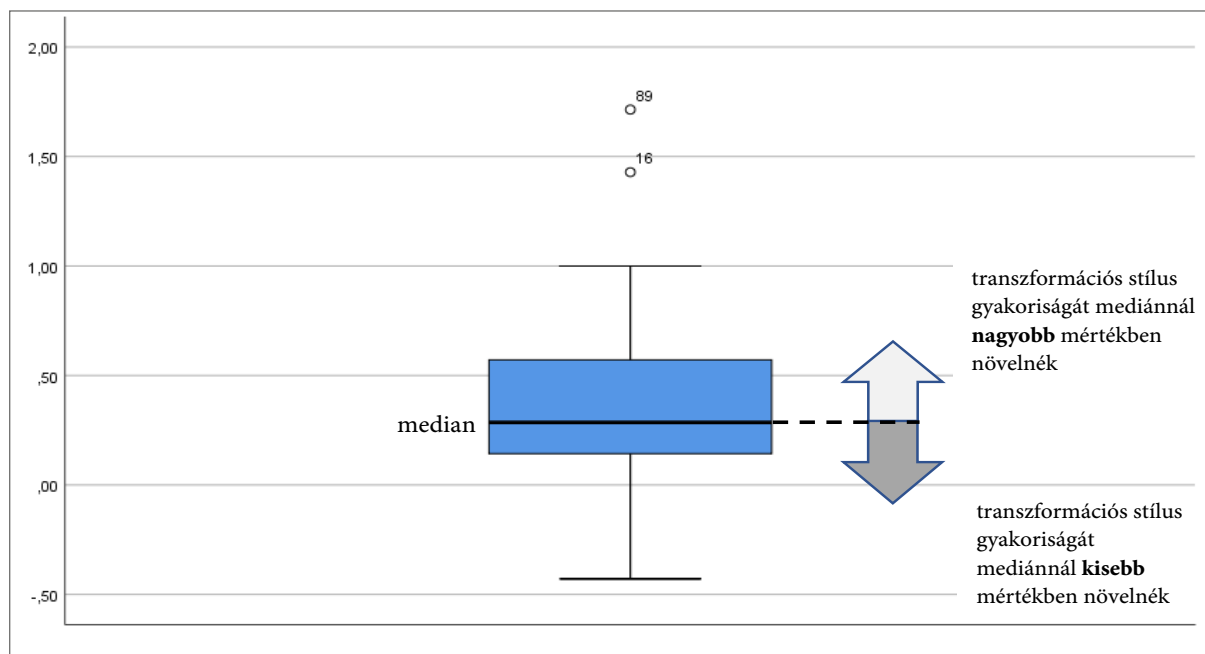 2,00
89
1,50
16
1,00
transzformációs stílus
gyakoriságát mediánnál
nagyobb mértékben
növelnék
,50
median
,00
transzformációs stílus
gyakoriságát
mediánnál kisebb
mértékben növelnék
-,50